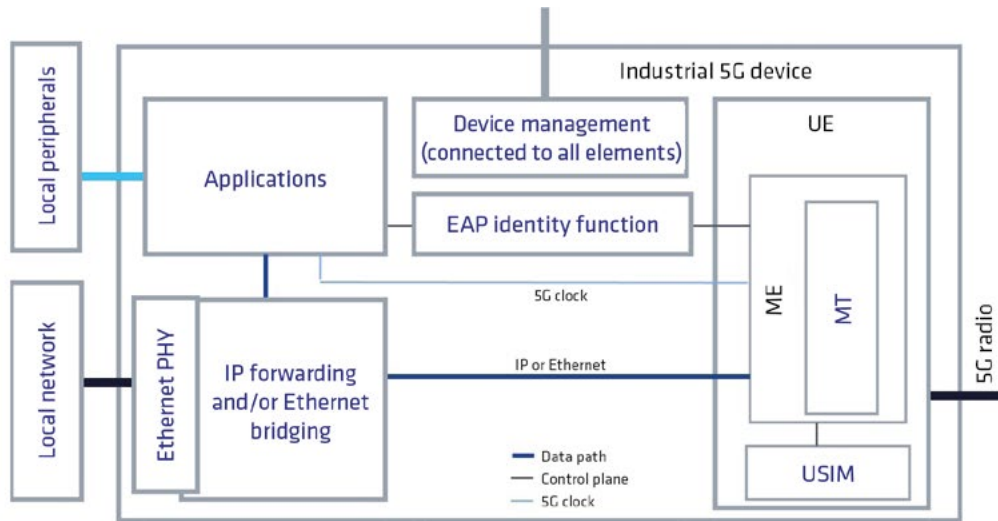 Industrial 5G device
Local peripherals
Applications
Device management
(connected to all elements)
UE
EAP identity function
5G clock
ME
MT
Local network
Ethernet PHY
IP forwarding
and/or Ethernet
bridging
IP or Ethernet
5G radio
Data path
Control plane
5G clock
USIM